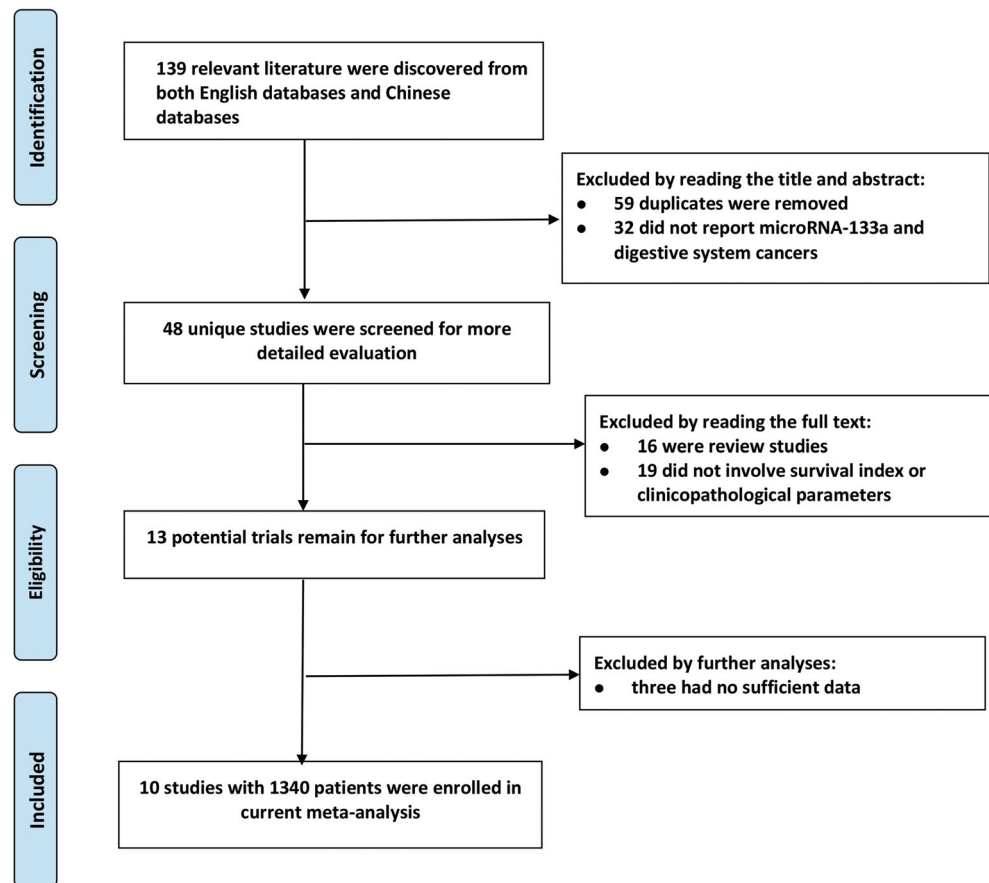 Identification
139 relevant literature were discovered from
both English databases and Chinese
databases
Excluded by reading the title and abstract:
● 59 duplicates were removed
● 32 did not report microRNA-133a and
digestive system cancers
Screening
48 unique studies were screened for more
detailed evaluation
Excluded by reading the full text:
● 16 were review studies
● 19 did not involve survival index or
clinicopathological parameters
Eligibility
13 potential trials remain for further analyses
Excluded by further analyses:
● three had no sufficient data
Included
10 studies with 1340 patients were enrolled in
current meta-analysis